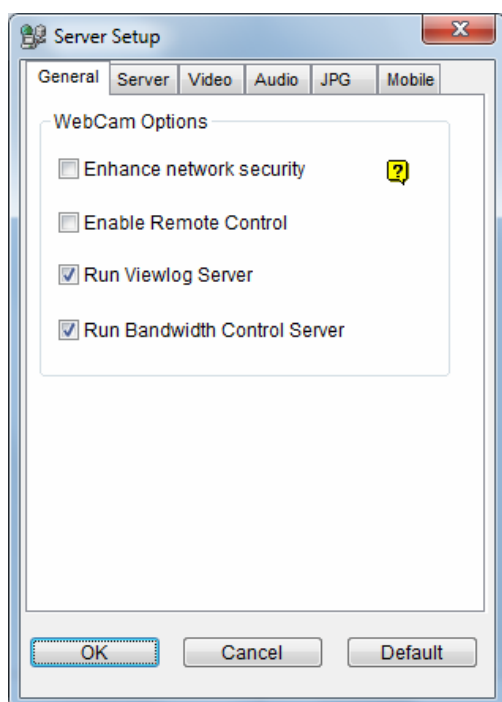 Server Setup
General Server Video Audio JPG Mobile
WebCam Options
Enhance network security ?
Enable Remote Control
Run Viewlog Server
Run Bandwidth Control Server
OK Cancel Default